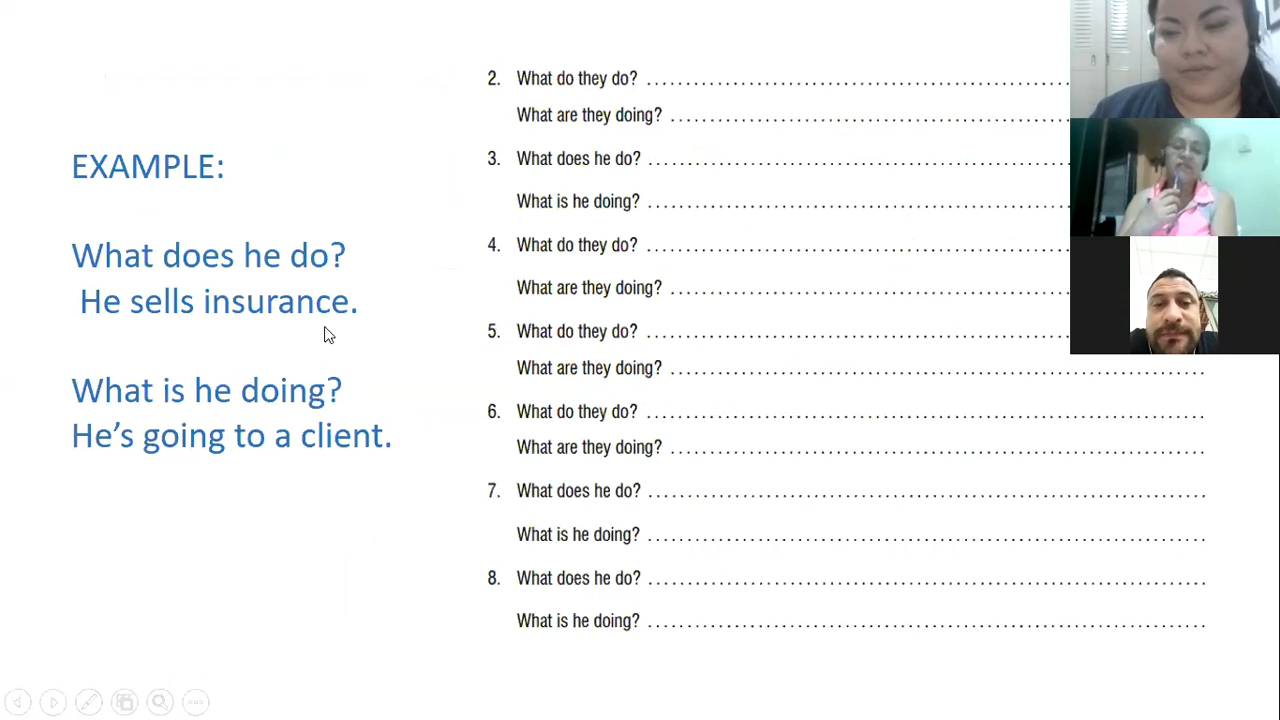 EXAMPLE:
What does he do?
He sells insurance.
What is he doing?
He's going to a client.
2. What do they do? ................................
What are they doing? ................................
3. What does he do? ................................
What is he doing? ................................
4. What do they do? ................................
What are they doing? ................................
5. What do they do? ................................
What are they doing? ................................
6. What do they do? ................................
What are they doing? ................................
7. What does he do? ................................
What is he doing? ................................
8. What does he do? ................................
What is he doing? ................................